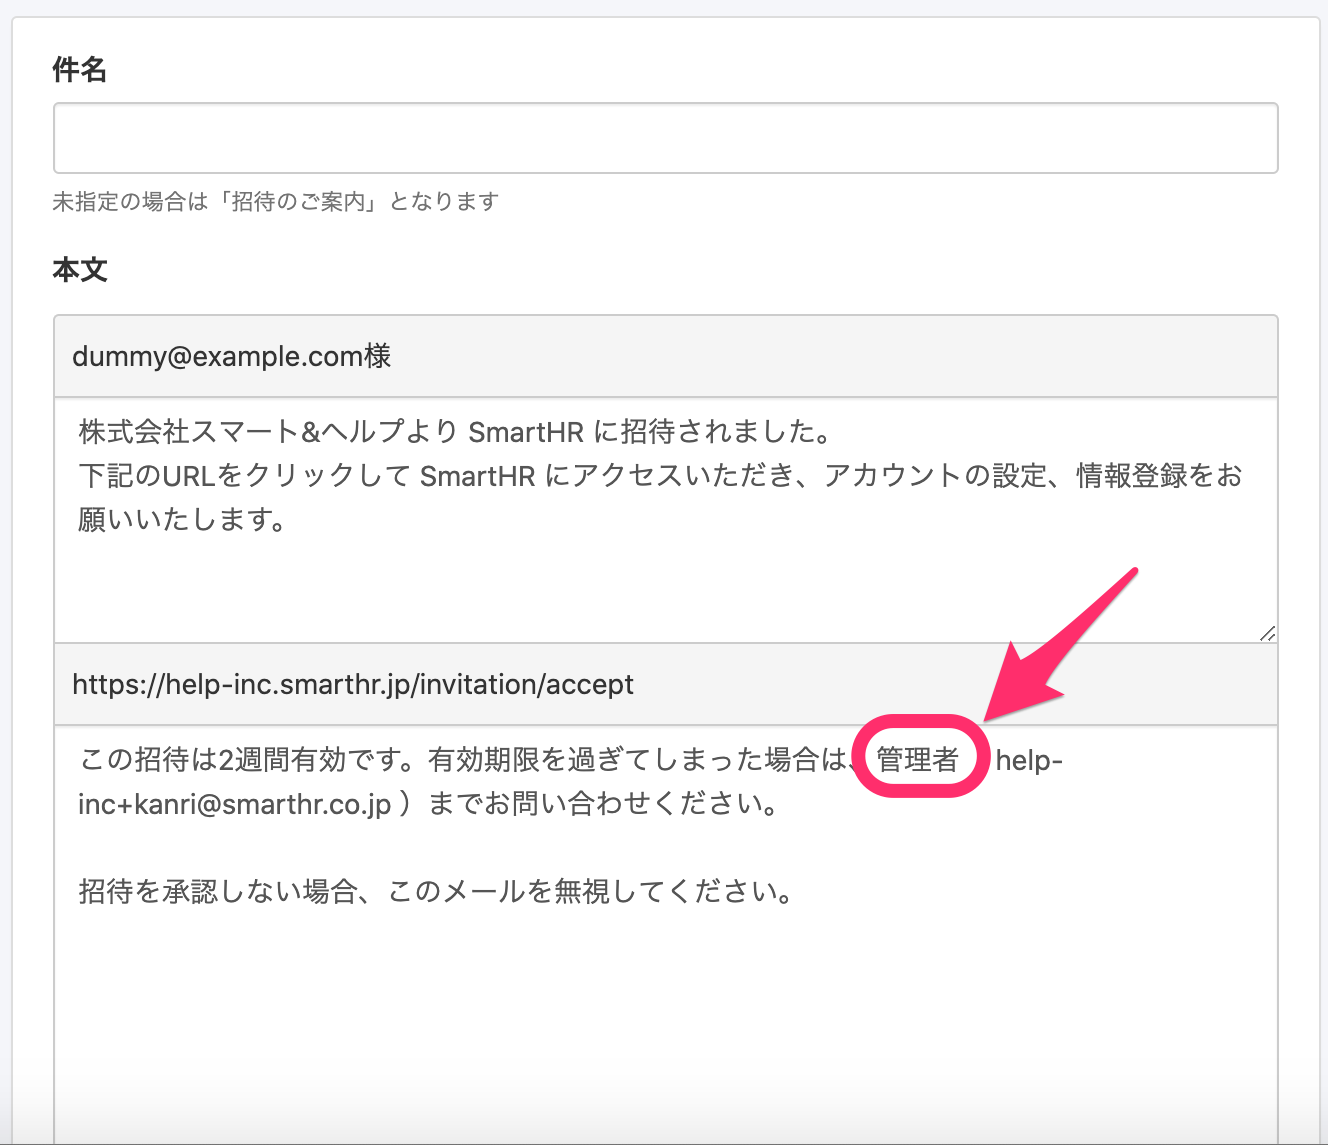 件名
未指定の場合は「招待のご案内」となります
本文
dummy@example.com様
株式会社スマート&ヘルプより SmartHR に招待されました。
下記のURLをクリックして SmartHR にアクセスいただき、アカウントの設定、情報登録をお
願いいたします。
https://help-inc.smarthr.jp/invitation/accept
この招待は2週間有効です。有効期限を過ぎてしまった場合は、管理者 help-
inc+kanri@smarthr.co.jp ）までお問い合わせください。
招待を承認しない場合、このメールを無視してください。